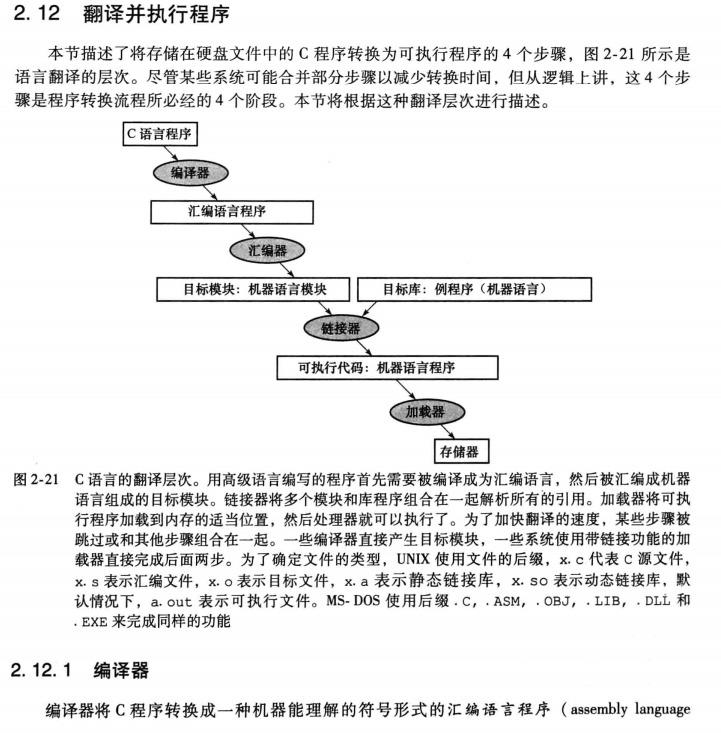 2.12 翻译并执行程序
本节描述了将存储在硬盘文件中的 C 程序转换为可执行程序的 4 个步骤，图 2-21 所示是
语言翻译的层次。尽管某些系统可能合并部分步骤以减少转换时间，但从逻辑上讲，这 4 个步
骤是程序转换流程所必经的 4 个阶段。本节将根据这种翻译层次进行描述。
C 语言程序
编译器
汇编语言程序
汇编器
目标模块：机器语言模块
目标库：例程序（机器语言）
链接器
可执行代码：机器语言程序
加载器
存储器
图 2-21 C 语言的翻译层次。用高级语言编写的程序首先需要被编译成为汇编语言，然后被汇编成机器
语言组成的目标模块。链接器将多个模块和库程序组合在一起解析所有的引用。加载器将可执
行程序加载到内存的适当位置，然后处理器就可以执行了。为了加快翻译的速度，某些步骤被
跳过或和其他步骤组合在一起。一些编译器直接产生目标模块，一些系统使用带链接功能的加
载器直接完成后面两步。为了确定文件的类型，UNIX 使用文件的后缀，x.c 代表 C 源文件，
x.s 表示汇编文件，x.o 表示目标文件，x.a 表示静态链接库，x.so 表示动态链接库，默
认情况下，a.out 表示可执行文件。MS-DOS 使用后缀 .C，.ASM，.OBJ，.LIB，.DLL 和
.EXE 来完成同样的功能
2.12.1 编译器
编译器将 C 程序转换成一种机器能理解的符号形式的汇编语言程序（assembly language